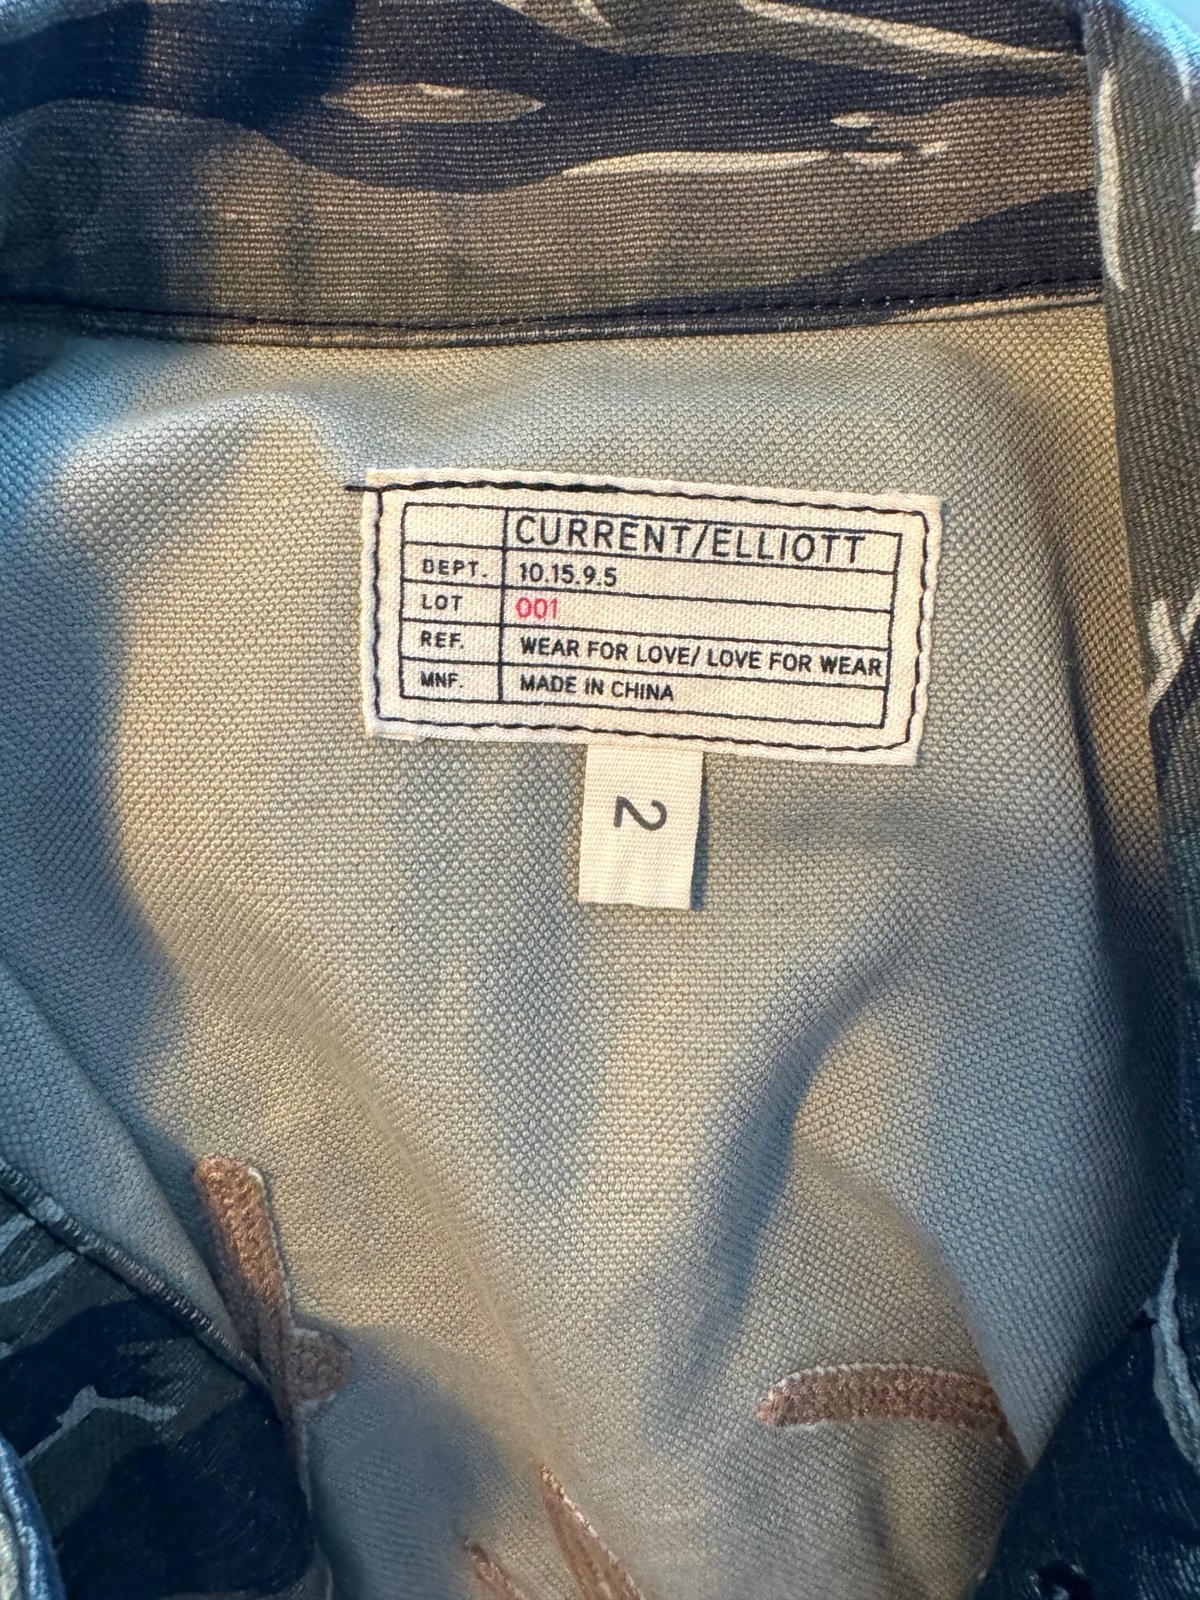 CURRENT/ELLIOTT
DEPT. 10.15.9.5
LOT 001
REF. WEAR FOR LOVE/ LOVE FOR WEAR
MNF. MADE IN CHINA
2